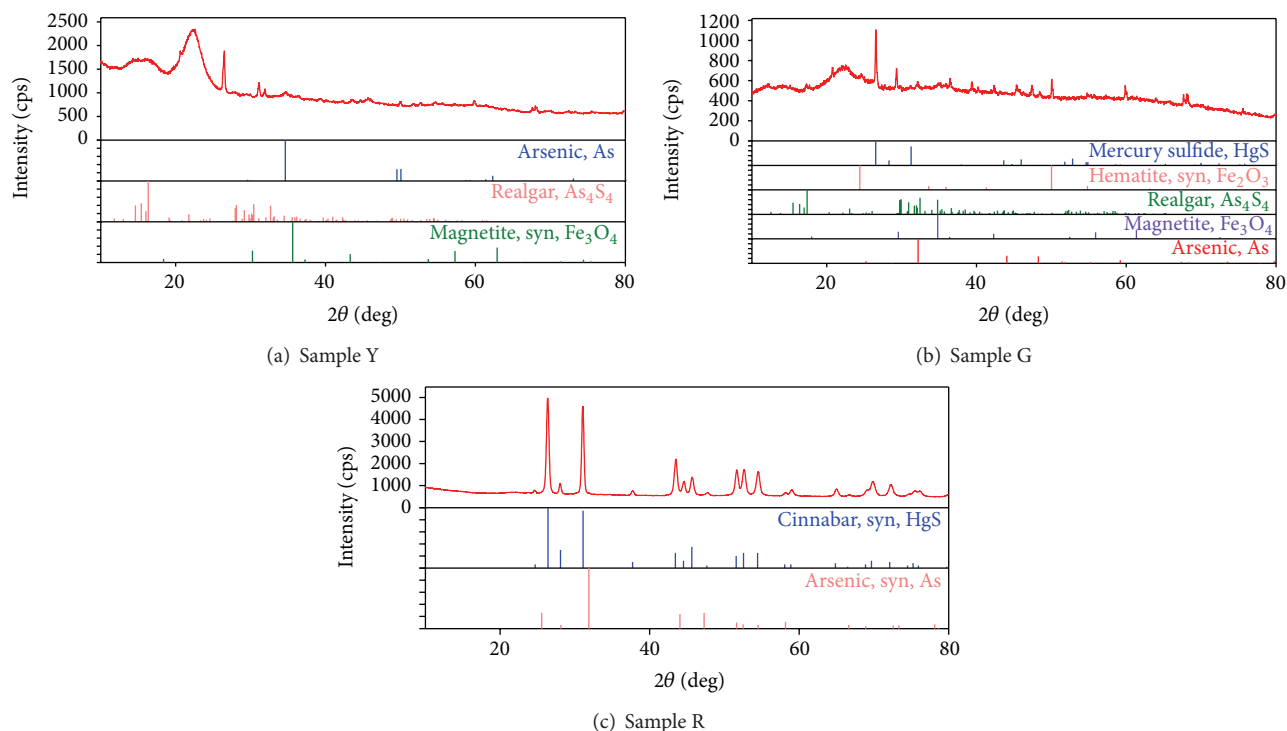 2500
2000
1500
1000
500
0
Intensity (cps)
Arsenic, As
Realgar, As₄S₄
Magnetite, syn, Fe₃O₄
20 40 60 80
2θ (deg)
(a) Sample Y
1200
1000
800
600
400
200
0
Intensity (cps)
Mercury sulfide, HgS
Hematite, syn, Fe₂O₃
Realgar, As₄S₄
Magnetite, Fe₃O₄
Arsenic, As
20 40 60 80
2θ (deg)
(b) Sample G
5000
4000
3000
2000
1000
0
Intensity (cps)
Cinnabar, syn, HgS
Arsenic, syn, As
20 40 60 80
2θ (deg)
(c) Sample R